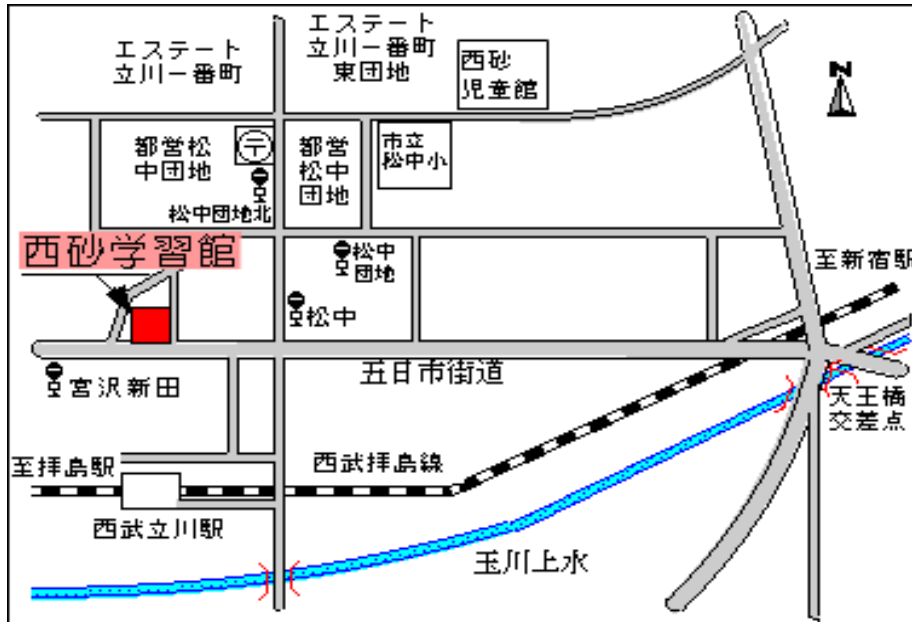 エステート
立川一番町
エステート
立川一番町
東団地
西砂
児童館
N
都営松
中団地
〒
都営
松中
団地
市立
松中小
松中団地北
西砂学習館
松中
団地
至新宿駅
松中
五日市街道
宮沢新田
天王橋
交差点
至拝島駅
西武拝島線
西武立川駅
玉川上水